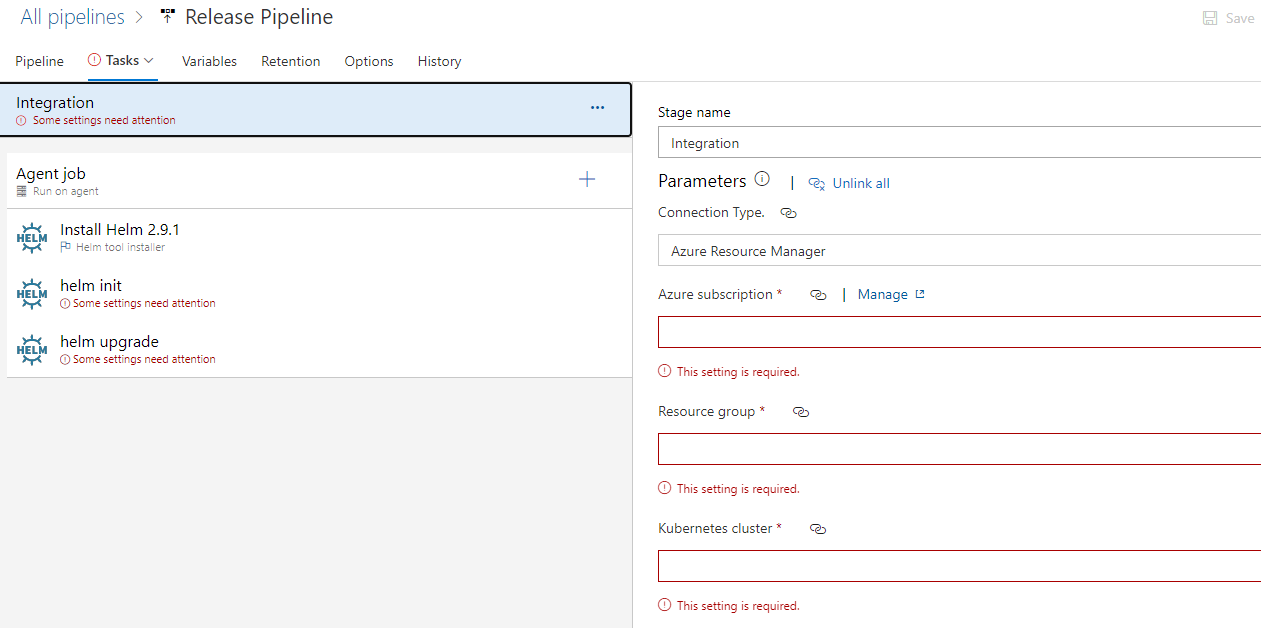 All pipelines > Release Pipeline
Save
Pipeline Tasks Variables Retention Options History
Integration
Some settings need attention
Agent job
Run on agent
HELM Install Helm 2.9.1
Helm tool installer
HELM helm init
Some settings need attention
HELM helm upgrade
Some settings need attention
Stage name
Integration
Parameters | Unlink all
Connection Type.
Azure Resource Manager
Azure subscription * | Manage
This setting is required.
Resource group *
This setting is required.
Kubernetes cluster *
This setting is required.